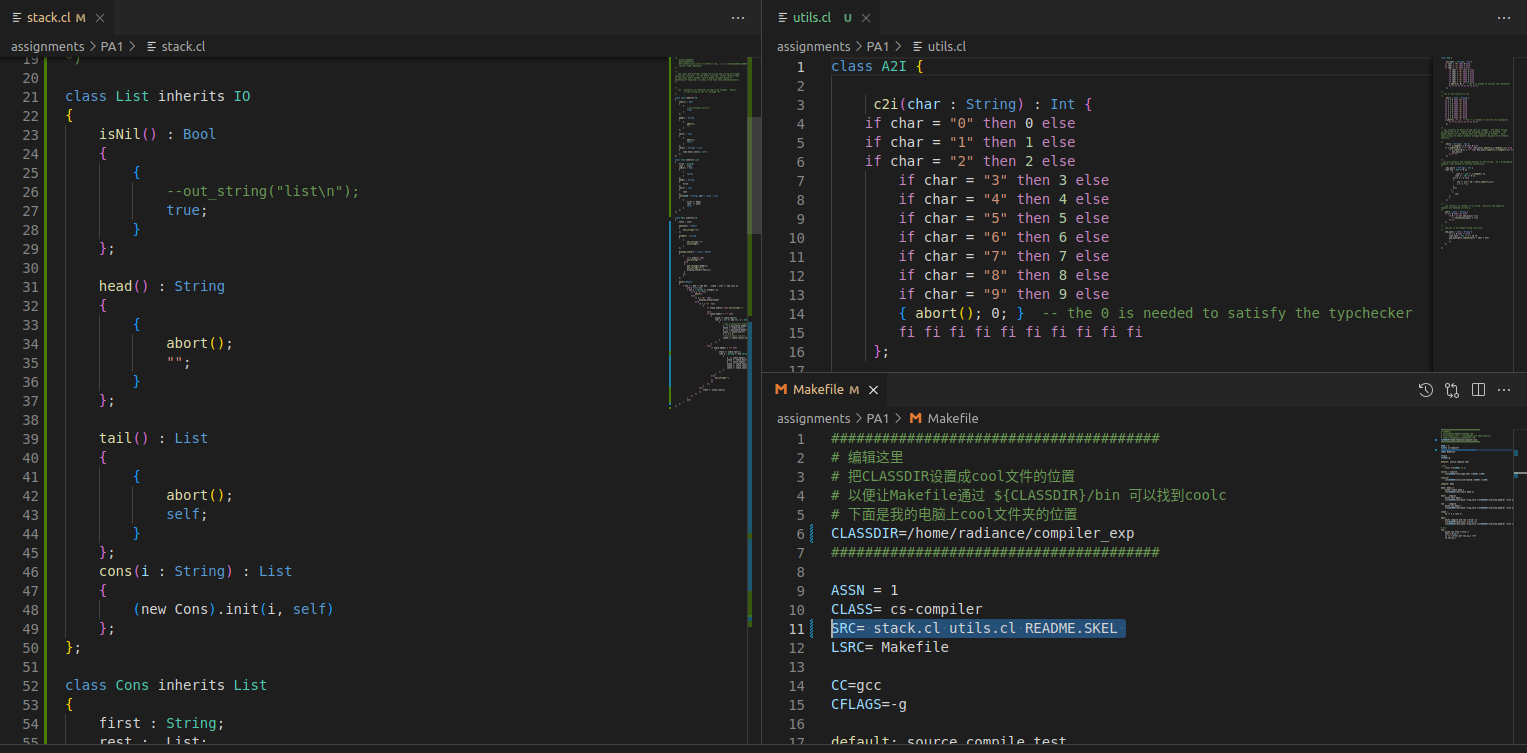 stack.cl M
assignments > PA1 > stack.cl
19 *)
20
21 class List inherits IO
22 {
23 isNil() : Bool
24 {
25 {
26 --out_string("list\n");
27 true;
28 }
29 };
30
31 head() : String
32 {
33 {
34 abort();
35 "";
36 }
37 };
38
39 tail() : List
40 {
41 {
42 abort();
43 self;
44 }
45 };
46 cons(i : String) : List
47 {
48 (new Cons).init(i, self)
49 };
50 };
51
52 class Cons inherits List
53 {
54 first : String;
55 rest : List;
utils.cl U
assignments > PA1 > utils.cl
1 class A2I {
2
3 c2i(char : String) : Int {
4 if char = "0" then 0 else
5 if char = "1" then 1 else
6 if char = "2" then 2 else
7 if char = "3" then 3 else
8 if char = "4" then 4 else
9 if char = "5" then 5 else
10 if char = "6" then 6 else
11 if char = "7" then 7 else
12 if char = "8" then 8 else
13 if char = "9" then 9 else
14 { abort(); 0; } -- the 0 is needed to satisfy the typchecker
15 fi fi fi fi fi fi fi fi fi fi
16 };
17
Makefile M
assignments > PA1 > Makefile
1 #######################################
2 # 编辑这里
3 # 把CLASSDIR设置成cool文件的位置
4 # 以便让Makefile通过 ${CLASSDIR}/bin 可以找到coolc
5 # 下面是我的电脑上cool文件夹的位置
6 CLASSDIR=/home/radiance/compiler_exp
7 #######################################
8
9 ASSN = 1
10 CLASS= cs-compiler
11 SRC= stack.cl utils.cl README.SKEL
12 LSRC= Makefile
13
14 CC=gcc
15 CFLAGS=-g
16
17 default: source compile test